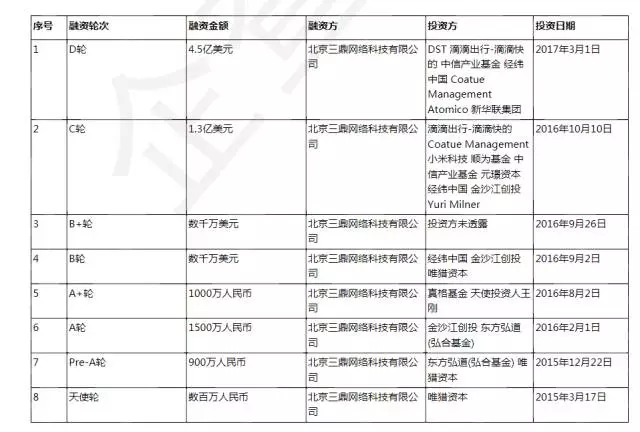 序号 融资轮次 融资金额 融资方 投资方 投资日期
1 D轮 4.5亿美元 北京三鼎网络科技有限公 DST 滴滴出行-滴滴快 2017年3月1日
司 的 中信产业基金 经纬
中国 Coatue
Management
Atomico 新华联集团
2 C轮 1.3亿美元 北京三鼎网络科技有限公 滴滴出行-滴滴快的 2016年10月10日
司 Coatue Management
小米科技 顺为基金 中
信产业基金 元璟资本
经纬中国 金沙江创投
Yuri Milner
3 B+轮 数千万美元 北京三鼎网络科技有限公 投资方未透露 2016年9月26日
司
4 B轮 数千万美元 北京三鼎网络科技有限公 经纬中国 金沙江创投 2016年9月2日
司 唯猎资本
5 A+轮 1000万人民币 北京三鼎网络科技有限公 真格基金 天使投资人王 2016年8月2日
司 刚
6 A轮 1500万人民币 北京三鼎网络科技有限公 金沙江创投 东方弘道 2016年2月1日
司 (弘合基金)
7 Pre-A轮 900万人民币 北京三鼎网络科技有限公 东方弘道(弘合基金) 唯 2015年12月22日
司 猎资本
8 天使轮 数百万人民币 北京三鼎网络科技有限公 唯猎资本 2015年3月17日
司